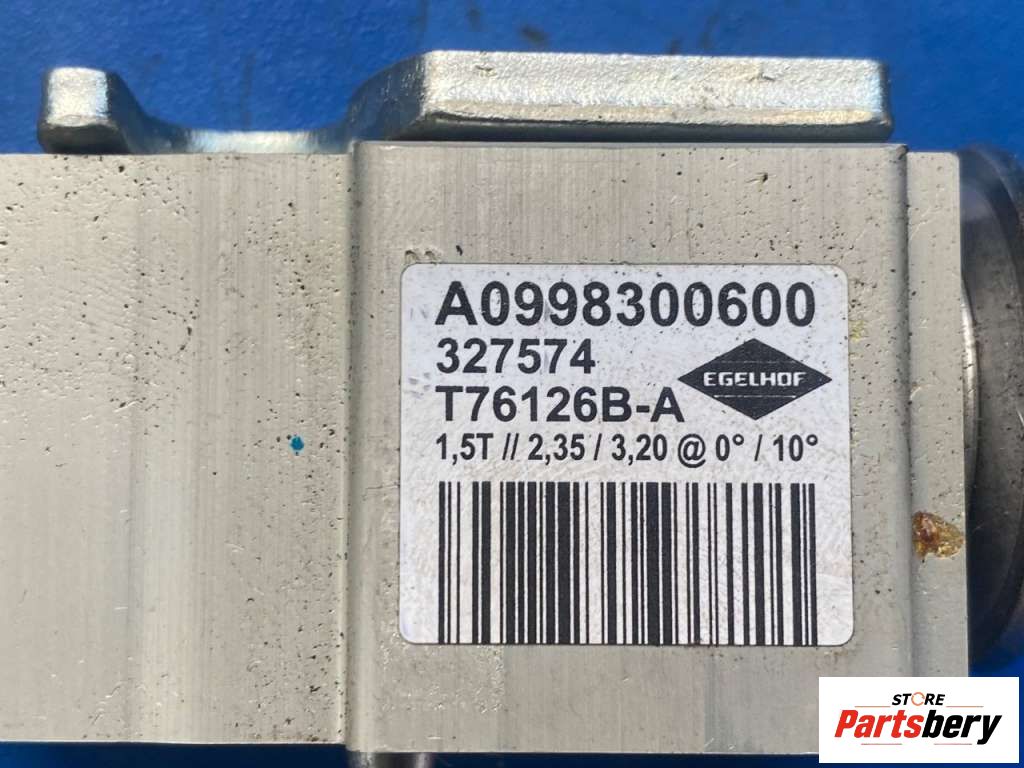 A0998300600
327574
EGELHOF
T76126B-A
1,5T // 2,35 / 3,20 @ 0° / 10°
STORE
Partsbery